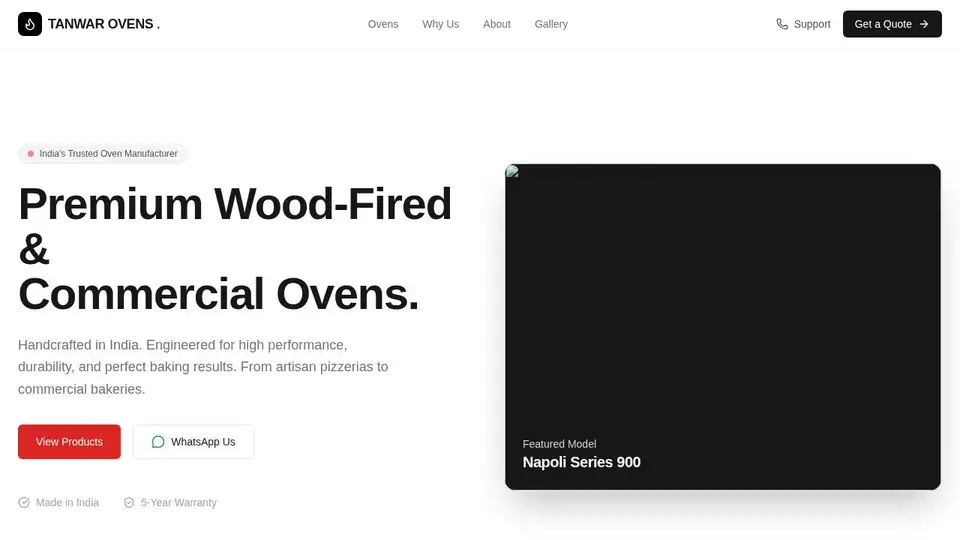 TANWAR OVENS .
Ovens
Why Us
About
Gallery
Support
Get a Quote
India's Trusted Oven Manufacturer
Premium Wood-Fired
&
Commercial Ovens.
Handcrafted in India. Engineered for high performance,
durability, and perfect baking results. From artisan pizzerias to
commercial bakeries.
View Products
WhatsApp Us
Made in India
5-Year Warranty
Featured Model
Napoli Series 900